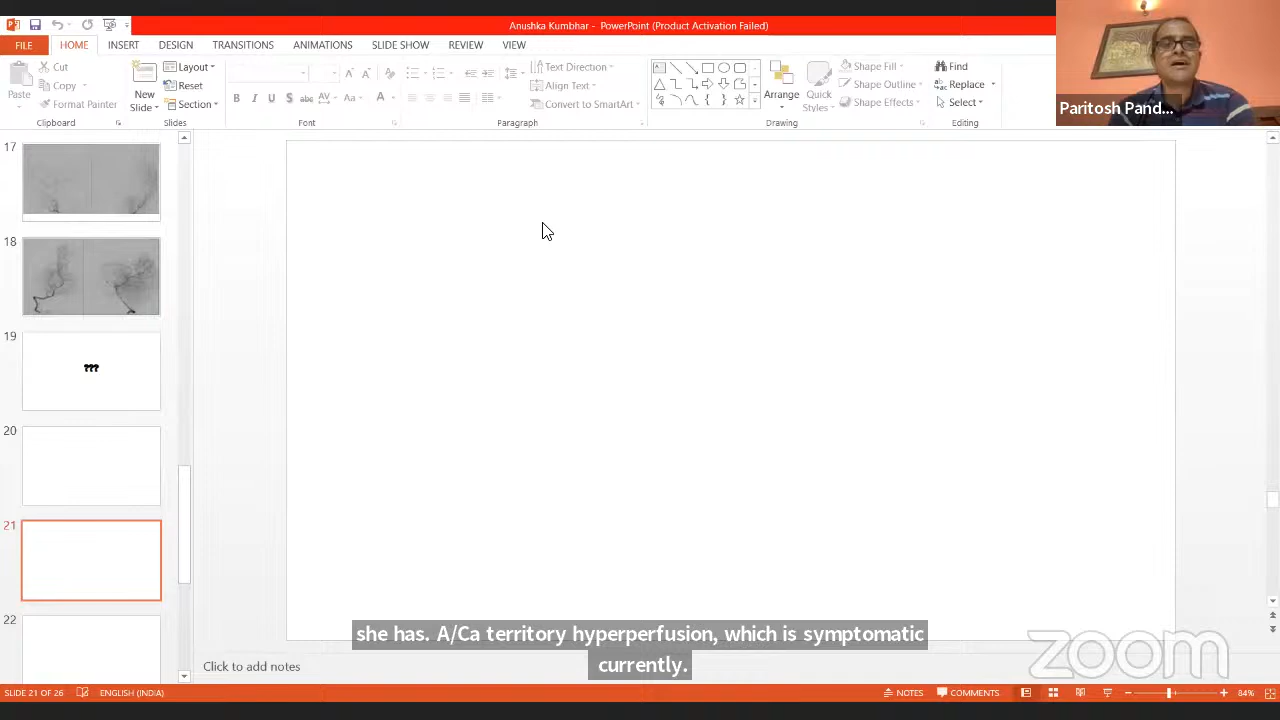 Anushka Kumbhar - PowerPoint (Product Activation Failed)
FILE HOME INSERT DESIGN TRANSITIONS ANIMATIONS SLIDE SHOW REVIEW VIEW
Paste
Cut
Copy
Format Painter
Clipboard
New
Slide
Layout
Reset
Section
Slides
Font
Text Direction
Align Text
Convert to SmartArt
Paragraph
Arrange
Quick
Styles
Shape Fill
Shape Outline
Shape Effects
Drawing
Find
Replace
Select
Editing
Paritosh Pand...
17
18
19
???
20
21
22
she has. A/Ca territory hyperperfusion, which is symptomatic
currently.
Click to add notes
zoom
SLIDE 21 OF 26 ENGLISH (INDIA) NOTES COMMENTS 84%